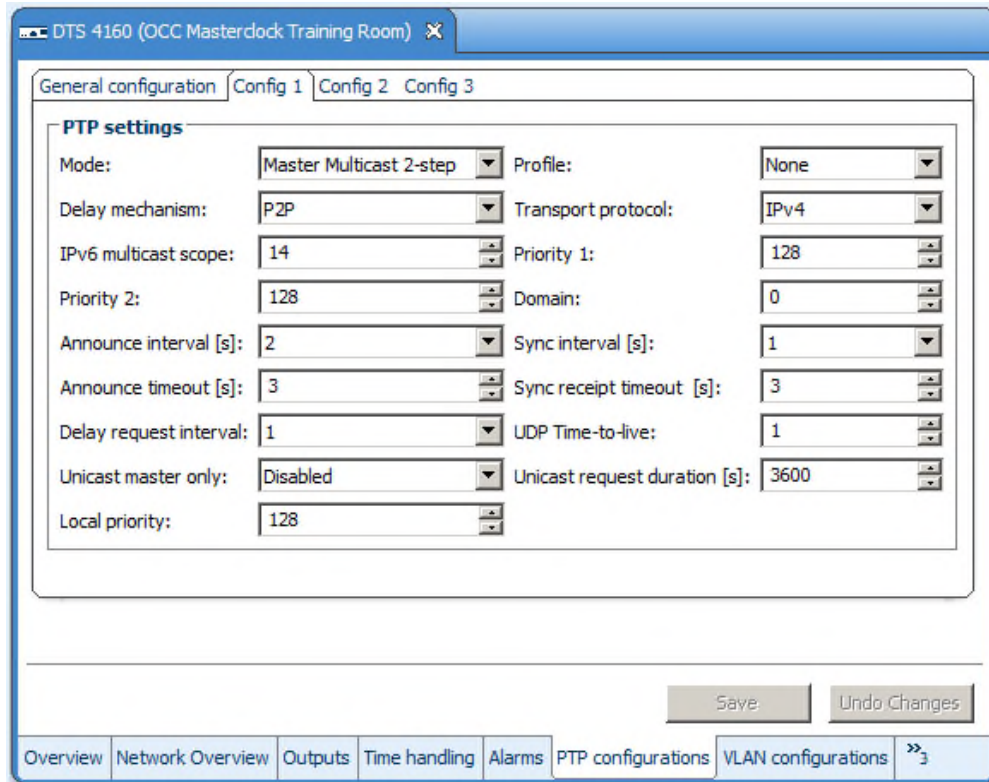 DTS 4160 (OCC Masterclock Training Room)
General configuration Config 1 Config 2 Config 3
PTP settings
Mode: Master Multicast 2-step Profile: None
Delay mechanism: P2P Transport protocol: IPv4
IPv6 multicast scope: 14 Priority 1: 128
Priority 2: 128 Domain: 0
Announce interval [s]: 2 Sync interval [s]: 1
Announce timeout [s]: 3 Sync receipt timeout [s]: 3
Delay request interval: 1 UDP Time-to-live: 1
Unicast master only: Disabled Unicast request duration [s]: 3600
Local priority: 128
Save Undo Changes
Overview Network Overview Outputs Time handling Alarms PTP configurations VLAN configurations »3